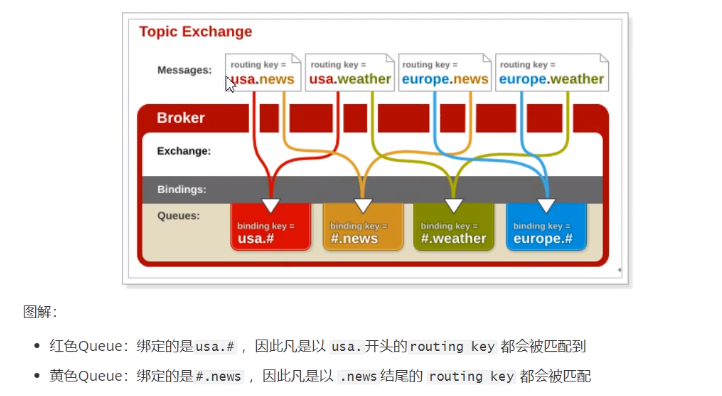 Topic Exchange
Messages:
routing key =
usa.news
routing key =
usa.weather
routing key =
europe.news
routing key =
europe.weather
Broker
Exchange:
Bindings:
Queues:
binding key =
usa.#
binding key =
#.news
binding key =
#.weather
binding key =
europe.#
图解：
• 红色Queue：绑定的是usa.# ，因此凡是以 usa.开头的routing key 都会被匹配到
• 黄色Queue：绑定的是#.news ，因此凡是以 .news结尾的 routing key 都会被匹配